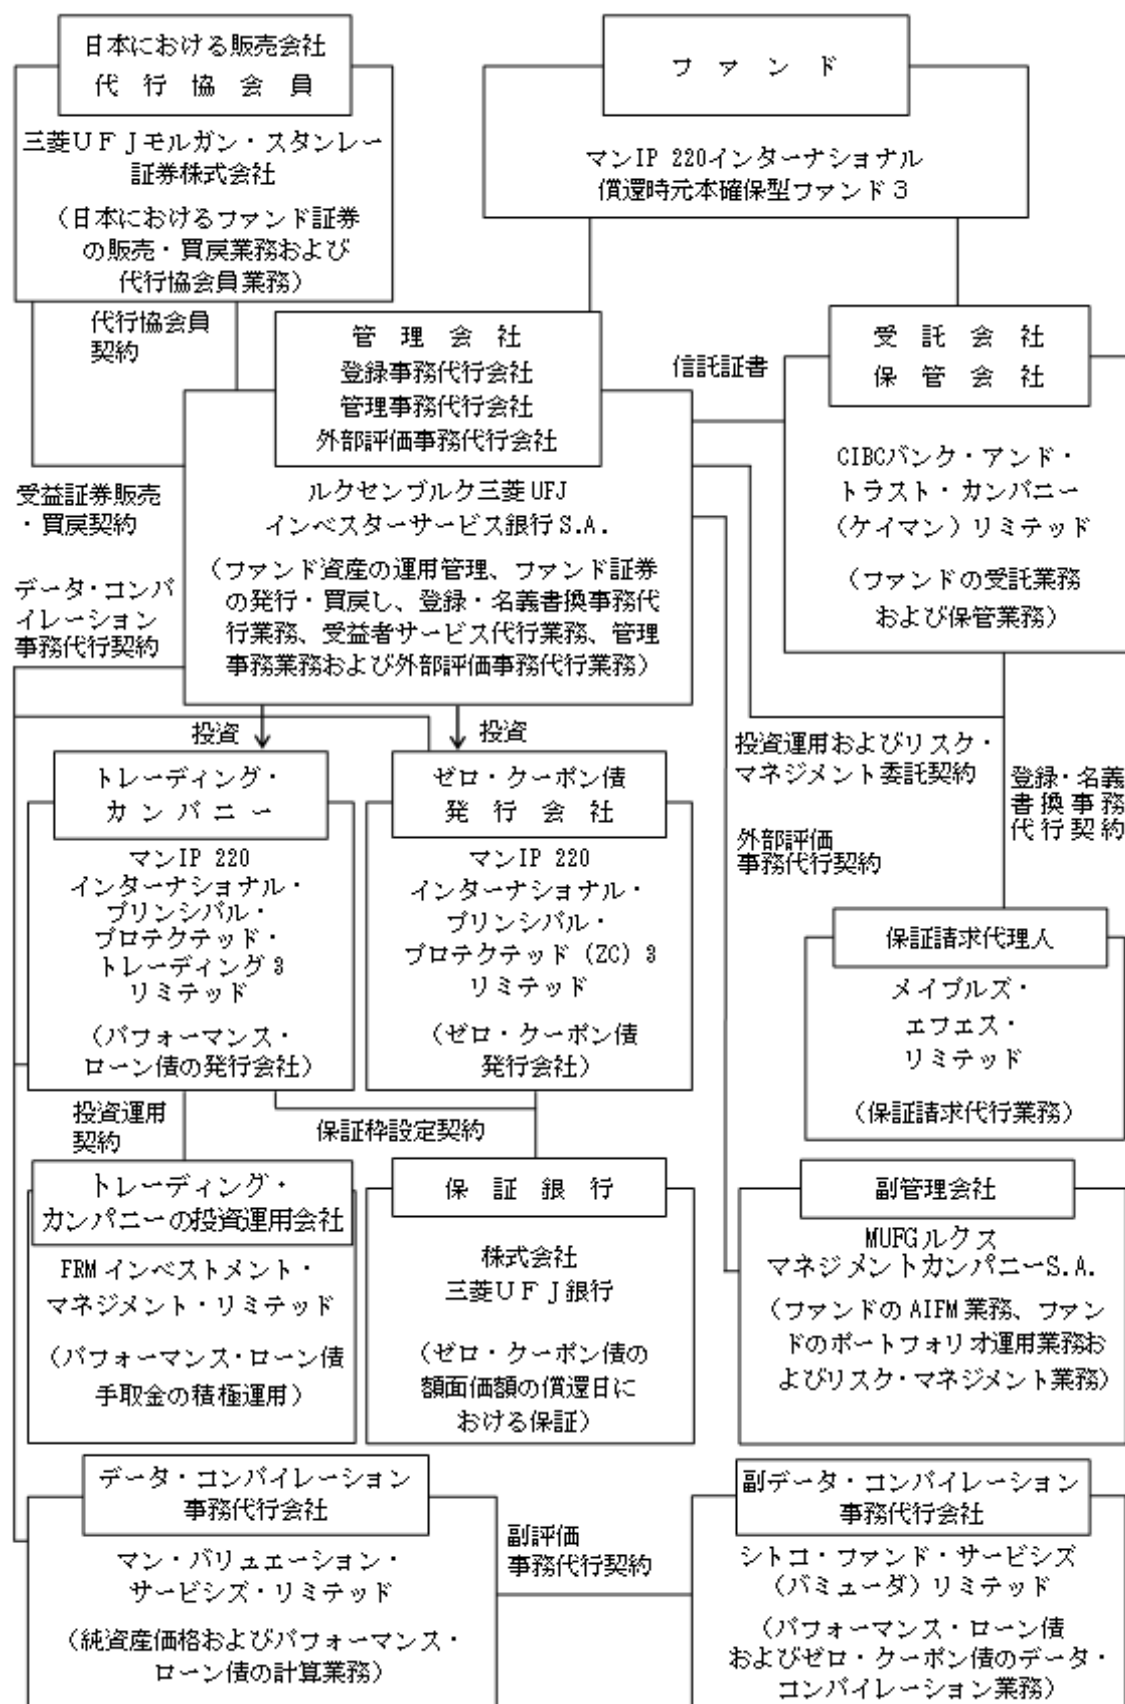 日本における販売会社
代行協会員
三菱UFJモルガン・スタンレー
証券株式会社
（日本におけるファンド証券
の販売・買戻業務および
代行協会員業務）
ファンド
マンIP 220インターナショナル
償還時元本確保型ファンド3
代行協会員
契約
管理会社
登録事務代行会社
管理事務代行会社
外部評価事務代行会社
信託証書
受託会社
保管会社
CIBCバンク・アンド・
トラスト・カンパニー
（ケイマン）リミテッド
（ファンドの受託業務
および保管業務）
受益証券販売
・買戻契約
ルクセンブルク三菱UFJ
インベスターサービス銀行S.A.
（ファンド資産の運用管理、ファンド証券
の発行・買戻し、登録・名義書換事務代
行業務、受益者サービス代行業務、管理
事務業務および外部評価事務代行業務）
データ・コンパ
イレーション
事務代行契約
投資
投資
投資運用およびリスク・
マネジメント委託契約
登録・名義
書換事務
代行契約
外部評価
事務代行契約
トレーディング・
カンパニー
マンIP 220
インターナショナル・
プリンシパル・
プロテクテッド・
トレーディング3
リミテッド
（パフォーマンス・
ローン債の発行会社）
ゼロ・クーポン債
発行会社
マンIP 220
インターナショナル・
プリンシパル・
プロテクテッド（ZC）3
リミテッド
（ゼロ・クーポン債
発行会社）
保証請求代理人
メイプルズ・
エフエス・
リミテッド
（保証請求代行業務）
投資運用
契約
保証枠設定契約
トレーディング・
カンパニーの投資運用会社
FRMインベストメント・
マネジメント・リミテッド
（パフォーマンス・ローン債
手取金の積極運用）
保証銀行
株式会社
三菱UFJ銀行
（ゼロ・クーポン債の
額面価額の償還日に
おける保証）
副管理会社
MUFGルクス
マネジメントカンパニーS.A.
（ファンドのAIFM業務、ファン
ドのポートフォリオ運用業務お
よびリスク・マネジメント業務）
データ・コンパイレーション
事務代行会社
マン・バリュエーション・
サービシズ・リミテッド
（純資産価格およびパフォーマンス・
ローン債の計算業務）
副評価
事務代行契約
副データ・コンパイレーション
事務代行会社
シトコ・ファンド・サービシズ
（バミューダ）リミテッド
（パフォーマンス・ローン債
およびゼロ・クーポン債のデータ・
コンパイレーション業務）